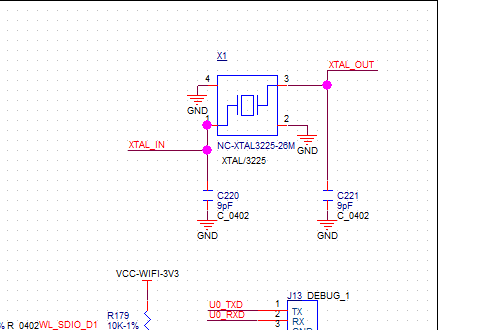 X1
XTAL_OUT
4
3
GND
1
2
GND
XTAL_IN
NC-XTAL3225-26M
XTAL/3225
C220
9pF
C_0402
GND
C221
9pF
C_0402
GND
VCC-WIFI-3V3
J13 DEBUG_1
U0_TXD 1 TX
U0_RXD 2 RX
3
R179
10K-1%
% R_0402 WL_SDIO_D1